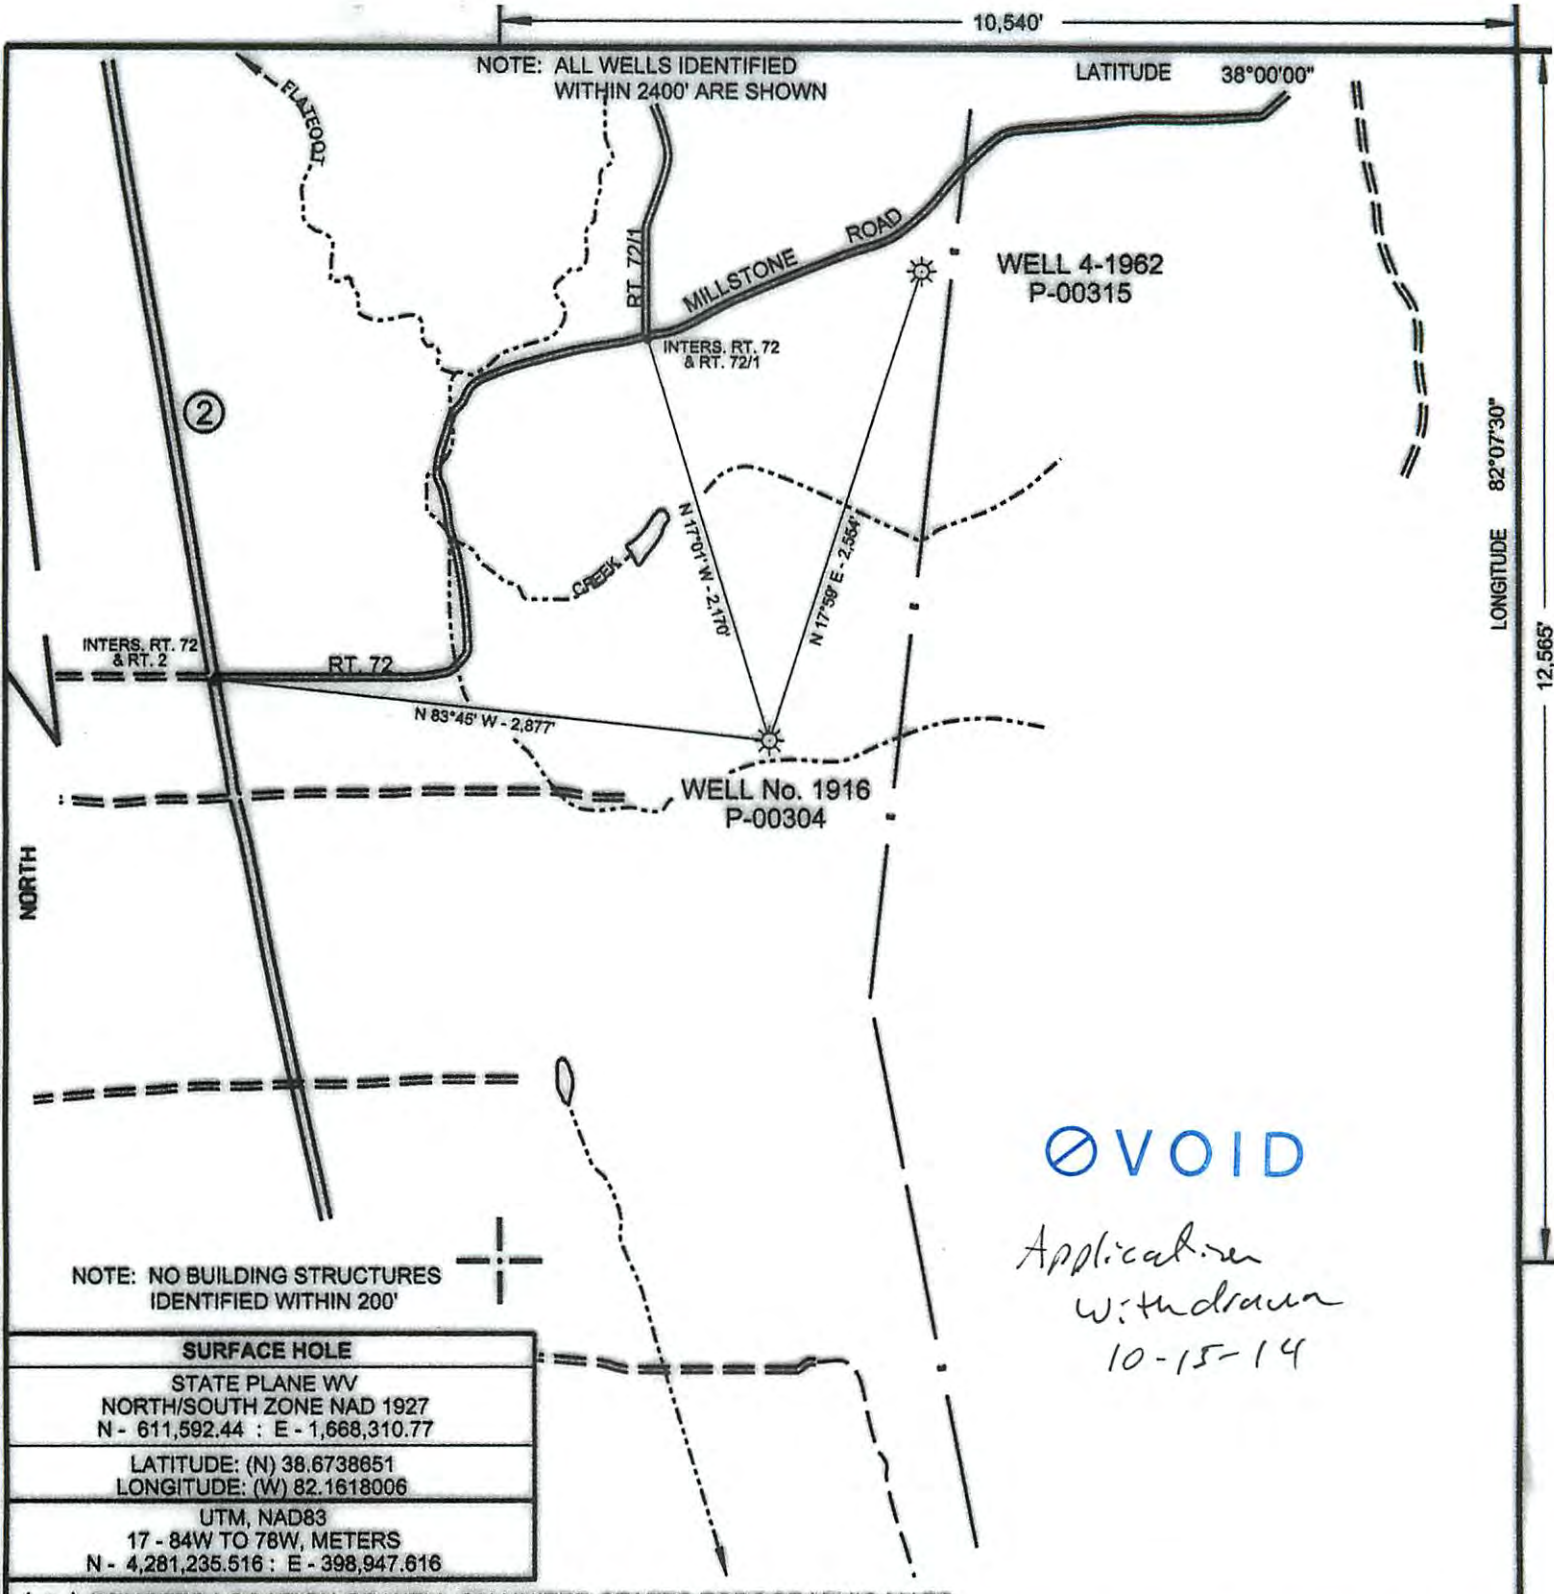 10,540'
NOTE: ALL WELLS IDENTIFIED
WITHIN 2400' ARE SHOWN
LATITUDE 38°00'00"
FLATFOOT
RT. 72/1
MILLSTONE ROAD
WELL 4-1962
P-00315
INTERS. RT. 72
& RT. 72/1
2
LONGITUDE 82°07'30"
12,565'
N 17°01' W - 2,170'
N 17°59' E - 2,554'
CREEK
INTERS. RT. 72
& RT. 2
RT. 72
N 83°45' W - 2,877'
WELL No. 1916
P-00304
NORTH
VOID
Application
withdrawn
10-15-14
NOTE: NO BUILDING STRUCTURES
IDENTIFIED WITHIN 200'
SURFACE HOLE
STATE PLANE WV
NORTH/SOUTH ZONE NAD 1927
N - 611,592.44 : E - 1,668,310.77
LATITUDE: (N) 38.6738651
LONGITUDE: (W) 82.1618006
UTM, NAD83
17 - 84W TO 78W, METERS
N - 4,281,235.516 : E - 398,947.616